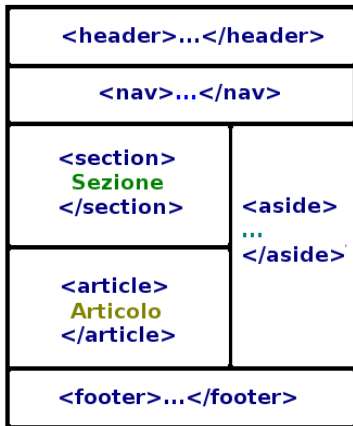 <header>...</header>
<nav>...</nav>
<section>
Sezione
</section>
<article>
Articolo
</article>
<aside>
...
</aside>
<footer>...</footer>